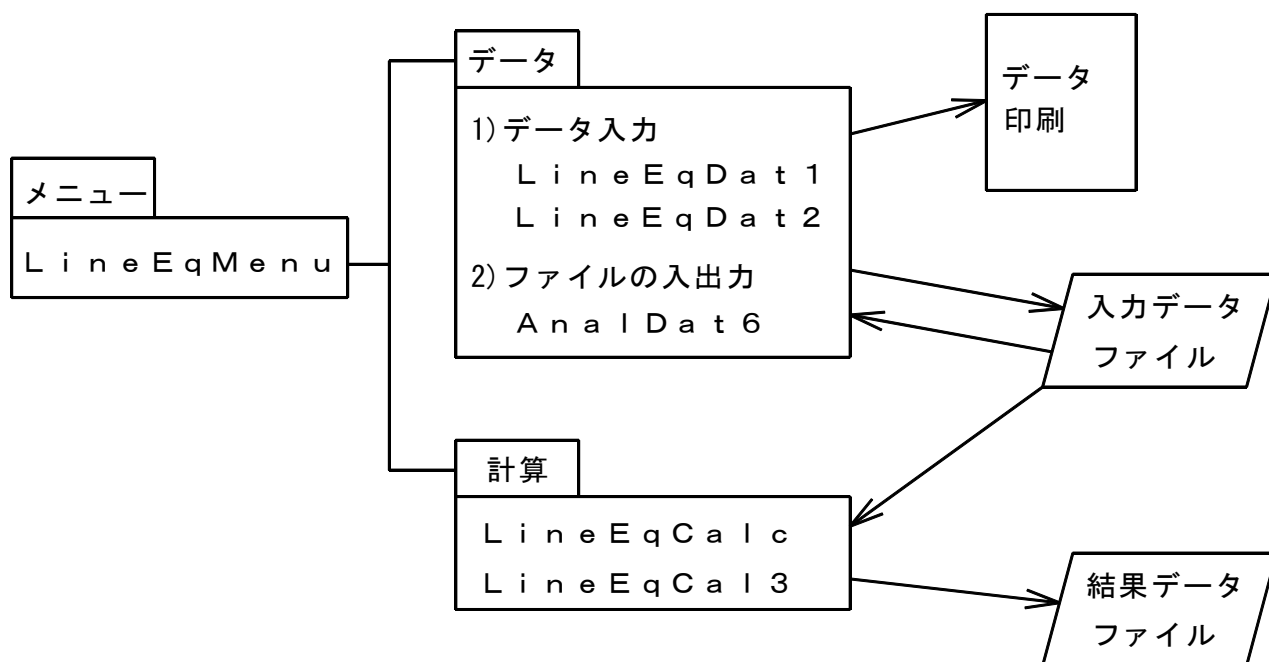 メニュー
LineEqMenu
データ
1)データ入力
LineEqDat1
LineEqDat2
2)ファイルの入出力
AnalDat6
計算
LineEqCalc
LineEqCal3
データ
印刷
入力データ
ファイル
結果データ
ファイル